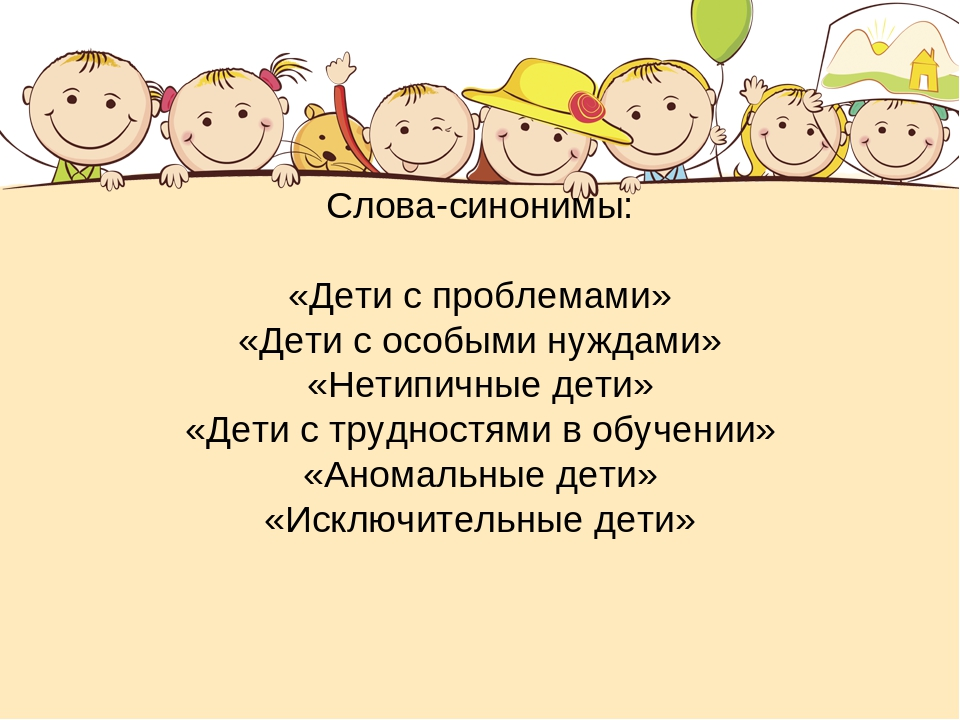 Слова-синонимы:
«Дети с проблемами»
«Дети с особыми нуждами»
«Нетипичные дети»
«Дети с трудностями в обучении»
«Аномальные дети»
«Исключительные дети»